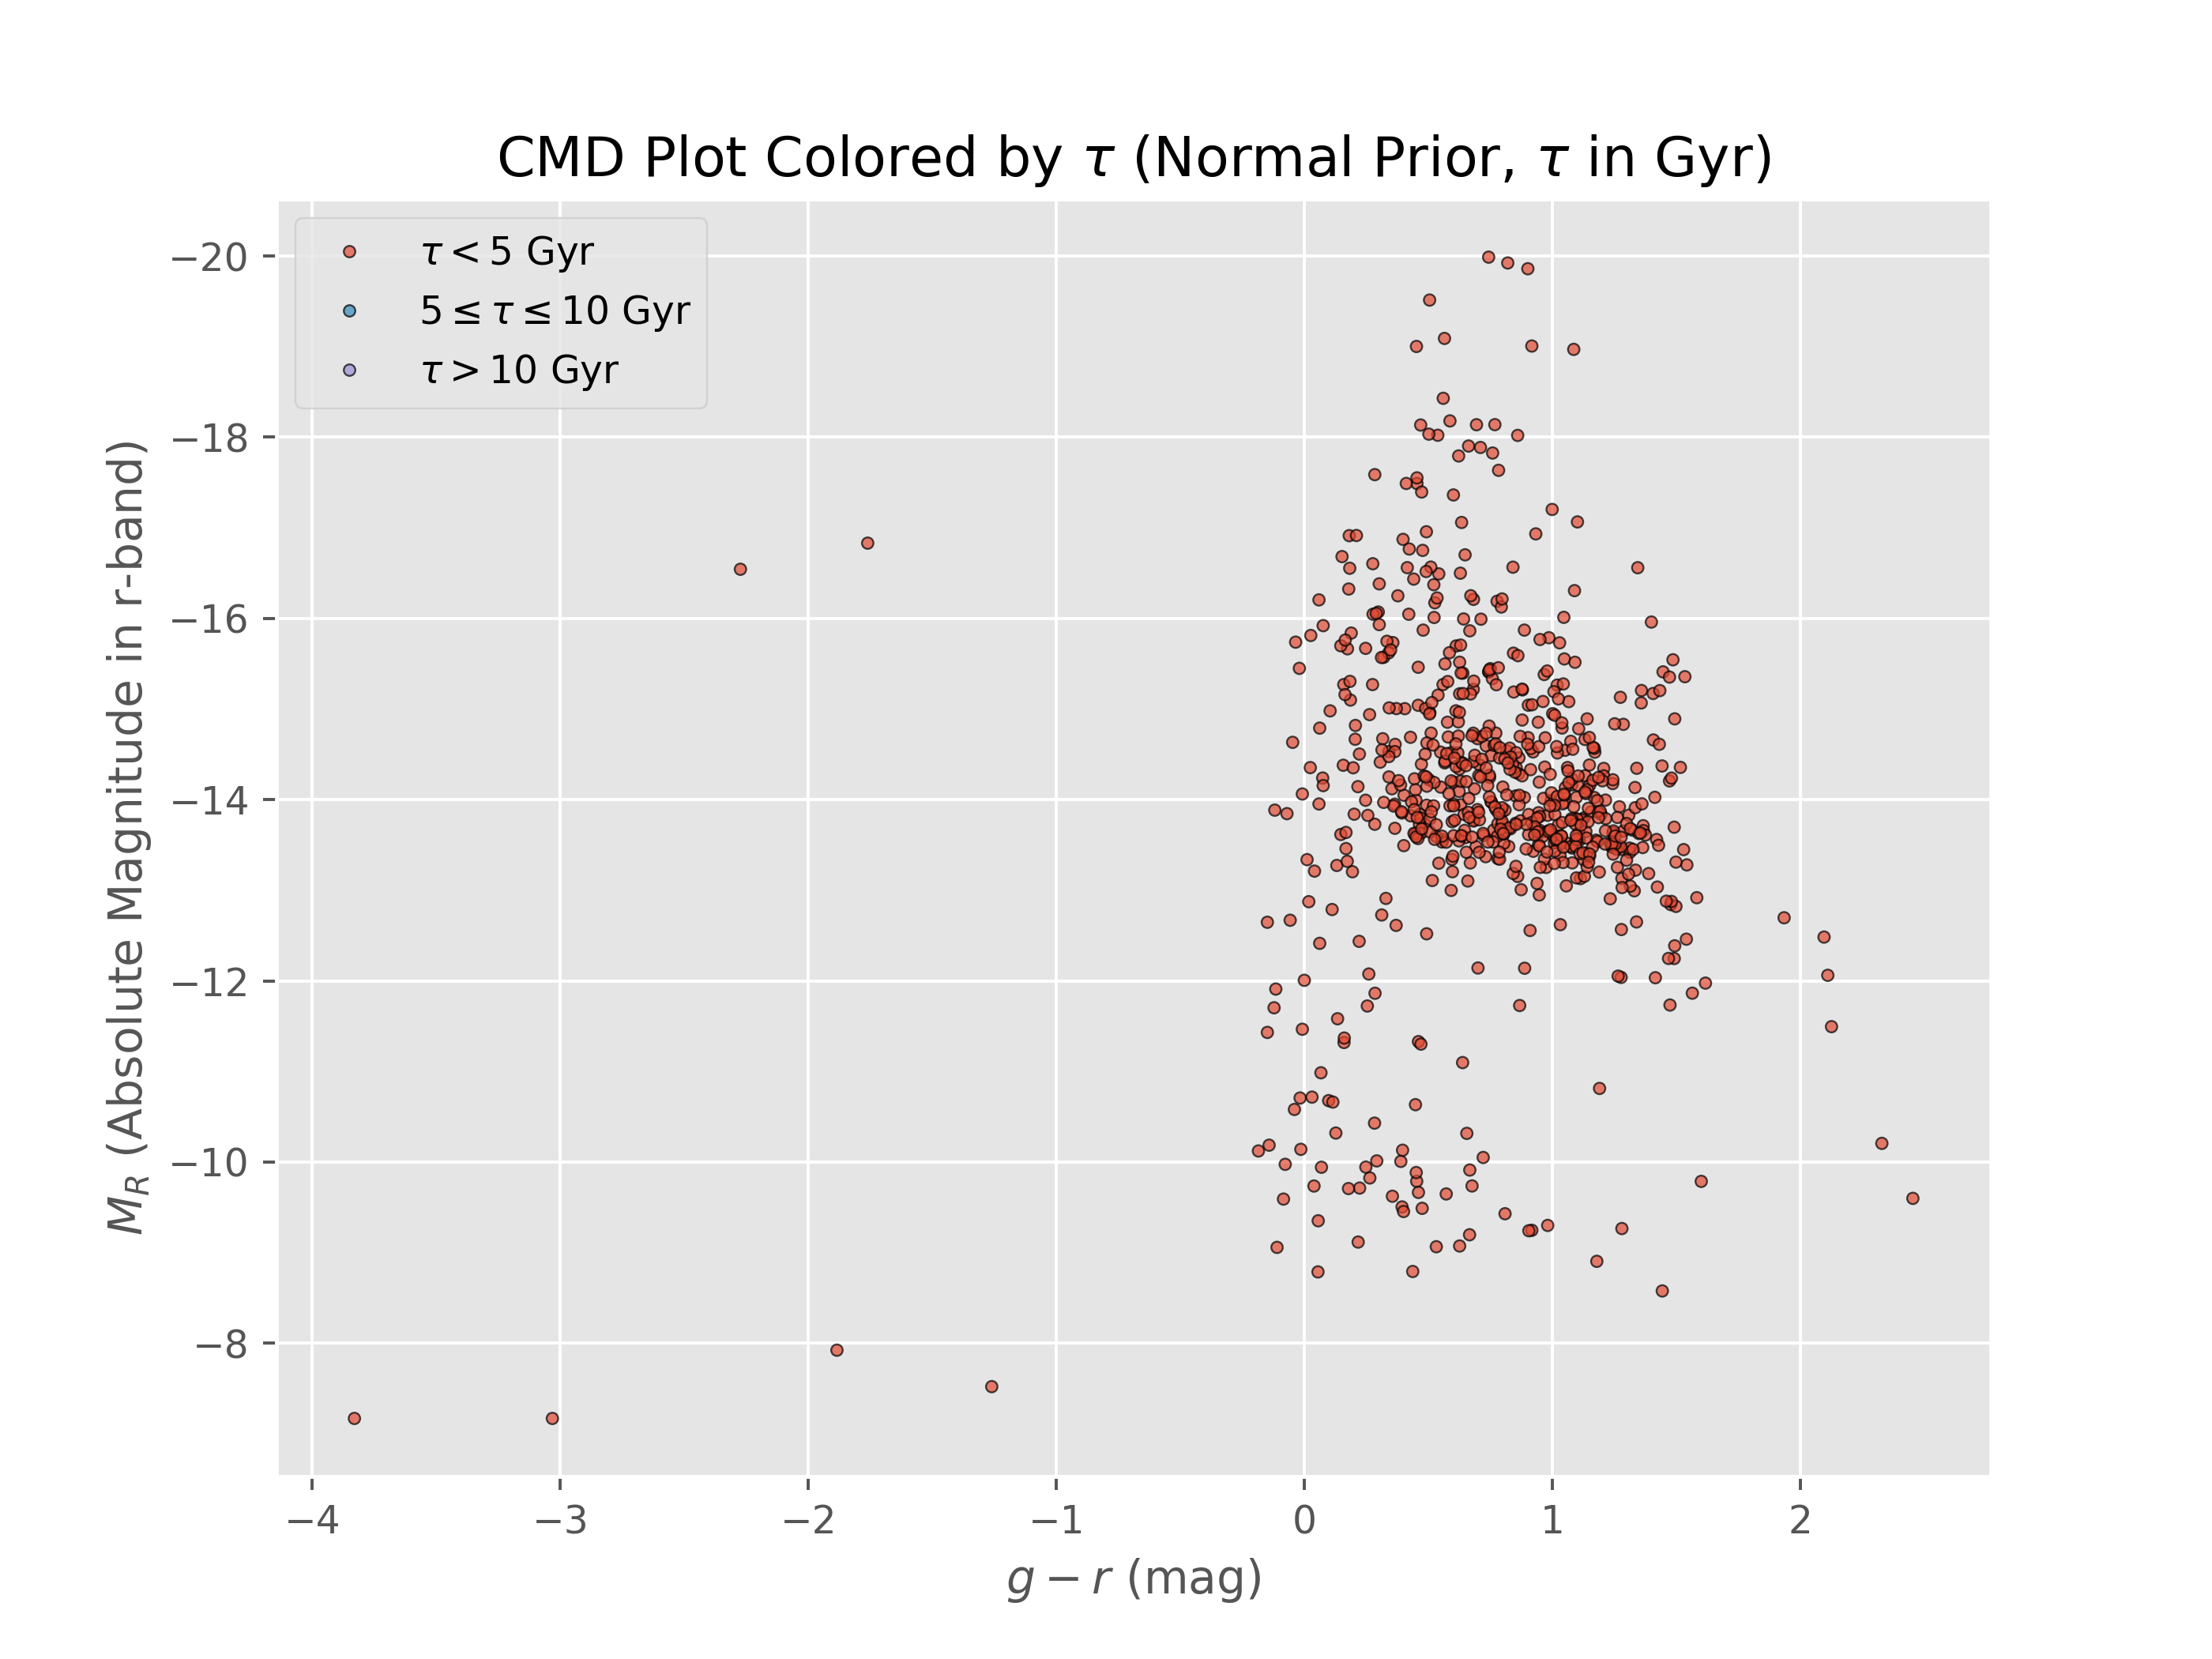 CMD Plot Colored by τ (Normal Prior, τ in Gyr)
τ < 5 Gyr
5 ≤ τ ≤ 10 Gyr
τ > 10 Gyr
−20
−18
−16
−14
−12
−10
−8
M_R (Absolute Magnitude in r-band)
−4 −3 −2 −1 0 1 2
g − r (mag)